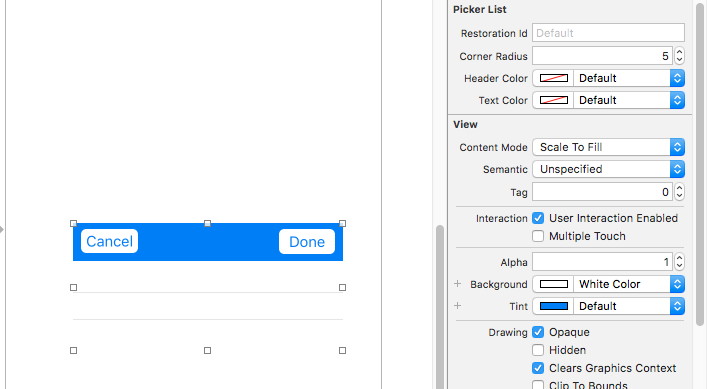 Picker List
Restoration Id Default
Corner Radius 5
Header Color Default
Text Color Default
View
Content Mode Scale To Fill
Semantic Unspecified
Tag 0
Interaction User Interaction Enabled
Multiple Touch
Alpha 1
+ Background White Color
+ Tint Default
Drawing Opaque
Hidden
Clears Graphics Context
Clip To Bounds
Cancel Done